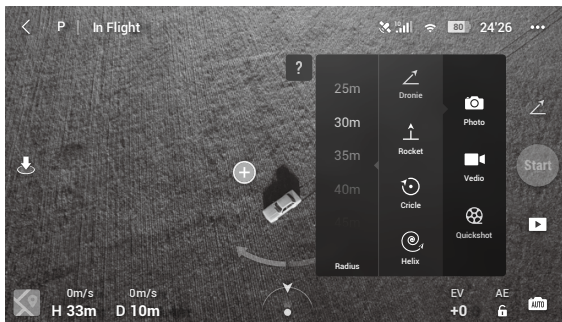 P | In Flight
80 24'26
?
25m
30m
35m
40m
Radius
Dronie
Rocket
Cricle
Helix
Photo
Vedio
Quickshot
Start
0m/s 0m/s
H 33m D 10m
EV AE
+0
AUTO